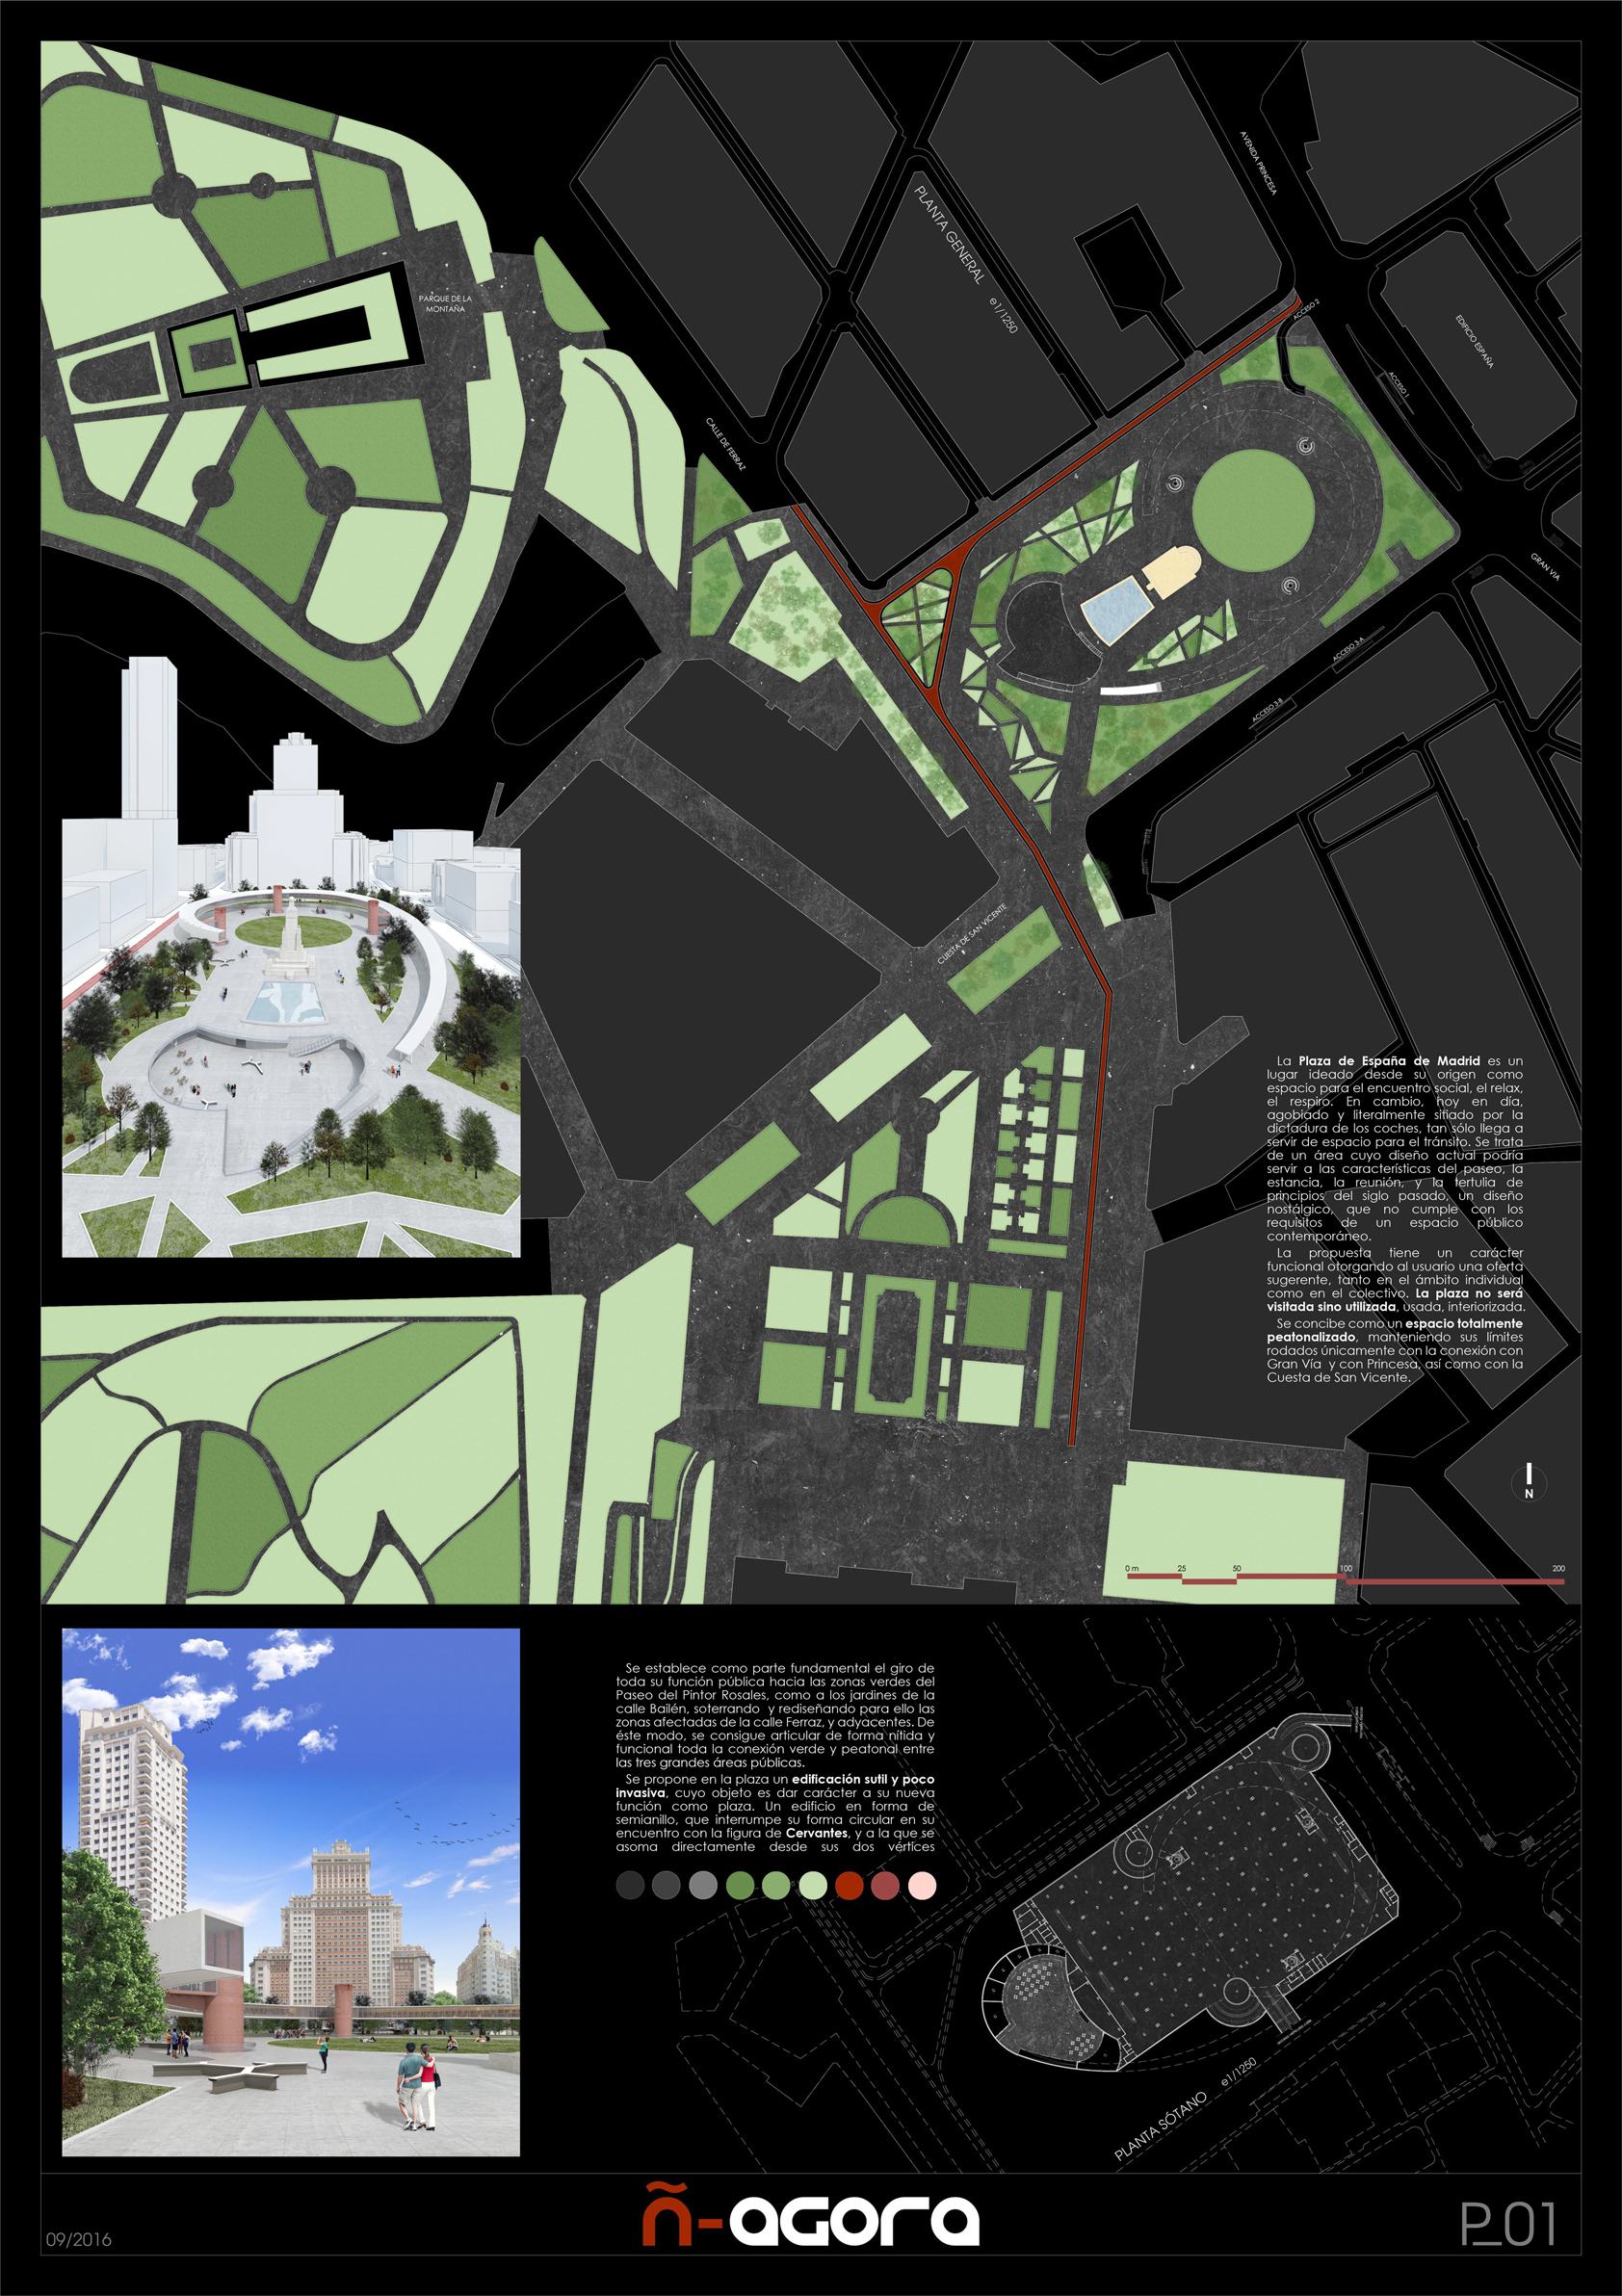 AVENIDA PRINCESA
PLANTA GENERAL e1/1250
PARQUE DE LA
MONTAÑA
ACCESO 2
EDIFICIO ESPAÑA
ACCESO 1
CALLE DE FERRAZ
GRAN VIA
ACCESO 3-A
ACCESO 3-B
CUESTA DE SAN VICENTE
La Plaza de España de Madrid es un
lugar ideado desde su origen como
espacio para el encuentro social, el relax,
el respiro. En cambio, hoy en día,
agobiado y literalmente sitiado por la
dictadura de los coches, tan sólo llega a
servir de espacio para el tránsito. Se trata
de un área cuyo diseño actual podría
servir a las características del paseo, la
estancia, la reunión, y la tertulia de
principios del siglo pasado, un diseño
nostálgico, que no cumple con los
requisitos de un espacio público
contemporáneo.
La propuesta tiene un carácter
funcional otorgando al usuario una oferta
sugerente, tanto en el ámbito individual
como en el colectivo. La plaza no será
visitada sino utilizada, usada, interiorizada.
Se concibe como un espacio totalmente
peatonalizado, manteniendo sus límites
rodados únicamente con la conexión con
Gran Vía y con Princesa, así como con la
Cuesta de San Vicente.
N
0 m 25 50 100 200
Se establece como parte fundamental el giro de
toda su función pública hacia las zonas verdes del
Paseo del Pintor Rosales, como a los jardines de la
calle Bailén, soterrando y rediseñando para ello las
zonas afectadas de la calle Ferraz, y adyacentes. De
éste modo, se consigue articular de forma nítida y
funcional toda la conexión verde y peatonal entre
las tres grandes áreas públicas.
Se propone en la plaza un edificación sutil y poco
invasiva, cuyo objeto es dar carácter a su nueva
función como plaza. Un edificio en forma de
semianillo, que interrumpe su forma circular en su
encuentro con la figura de Cervantes, y a la que se
asoma directamente desde sus dos vértices
PLANTA SÓTANO e1/1250
09/2016
ñ-agora
P_01